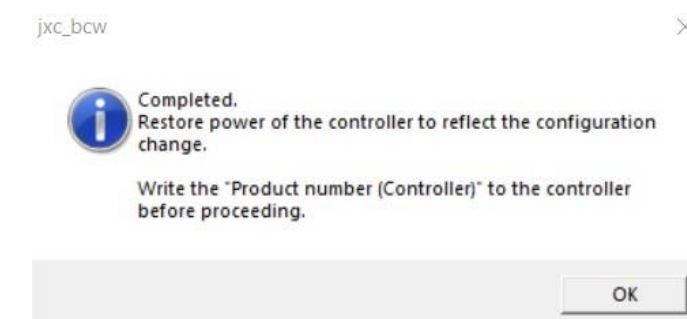 jxc_bcw
Completed.
Restore power of the controller to reflect the configuration
change.
Write the "Product number (Controller)" to the controller
before proceeding.
OK